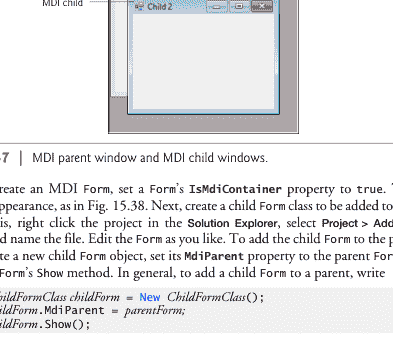 MDI child
Child 2
7 | MDI parent window and MDI child windows.
reate an MDI Form, set a Form's IsMdiContainer property to true.
ppearance, as in Fig. 15.38. Next, create a child Form class to be added to
is, right click the project in the Solution Explorer, select Project > Add
d name the file. Edit the Form as you like. To add the child Form to the p
te a new child Form object, set its MdiParent property to the parent For
Form's Show method. In general, to add a child Form to a parent, write
hildFormClass childForm = New ChildFormClass();
ildForm.MdiParent = parentForm;
ildForm.Show();